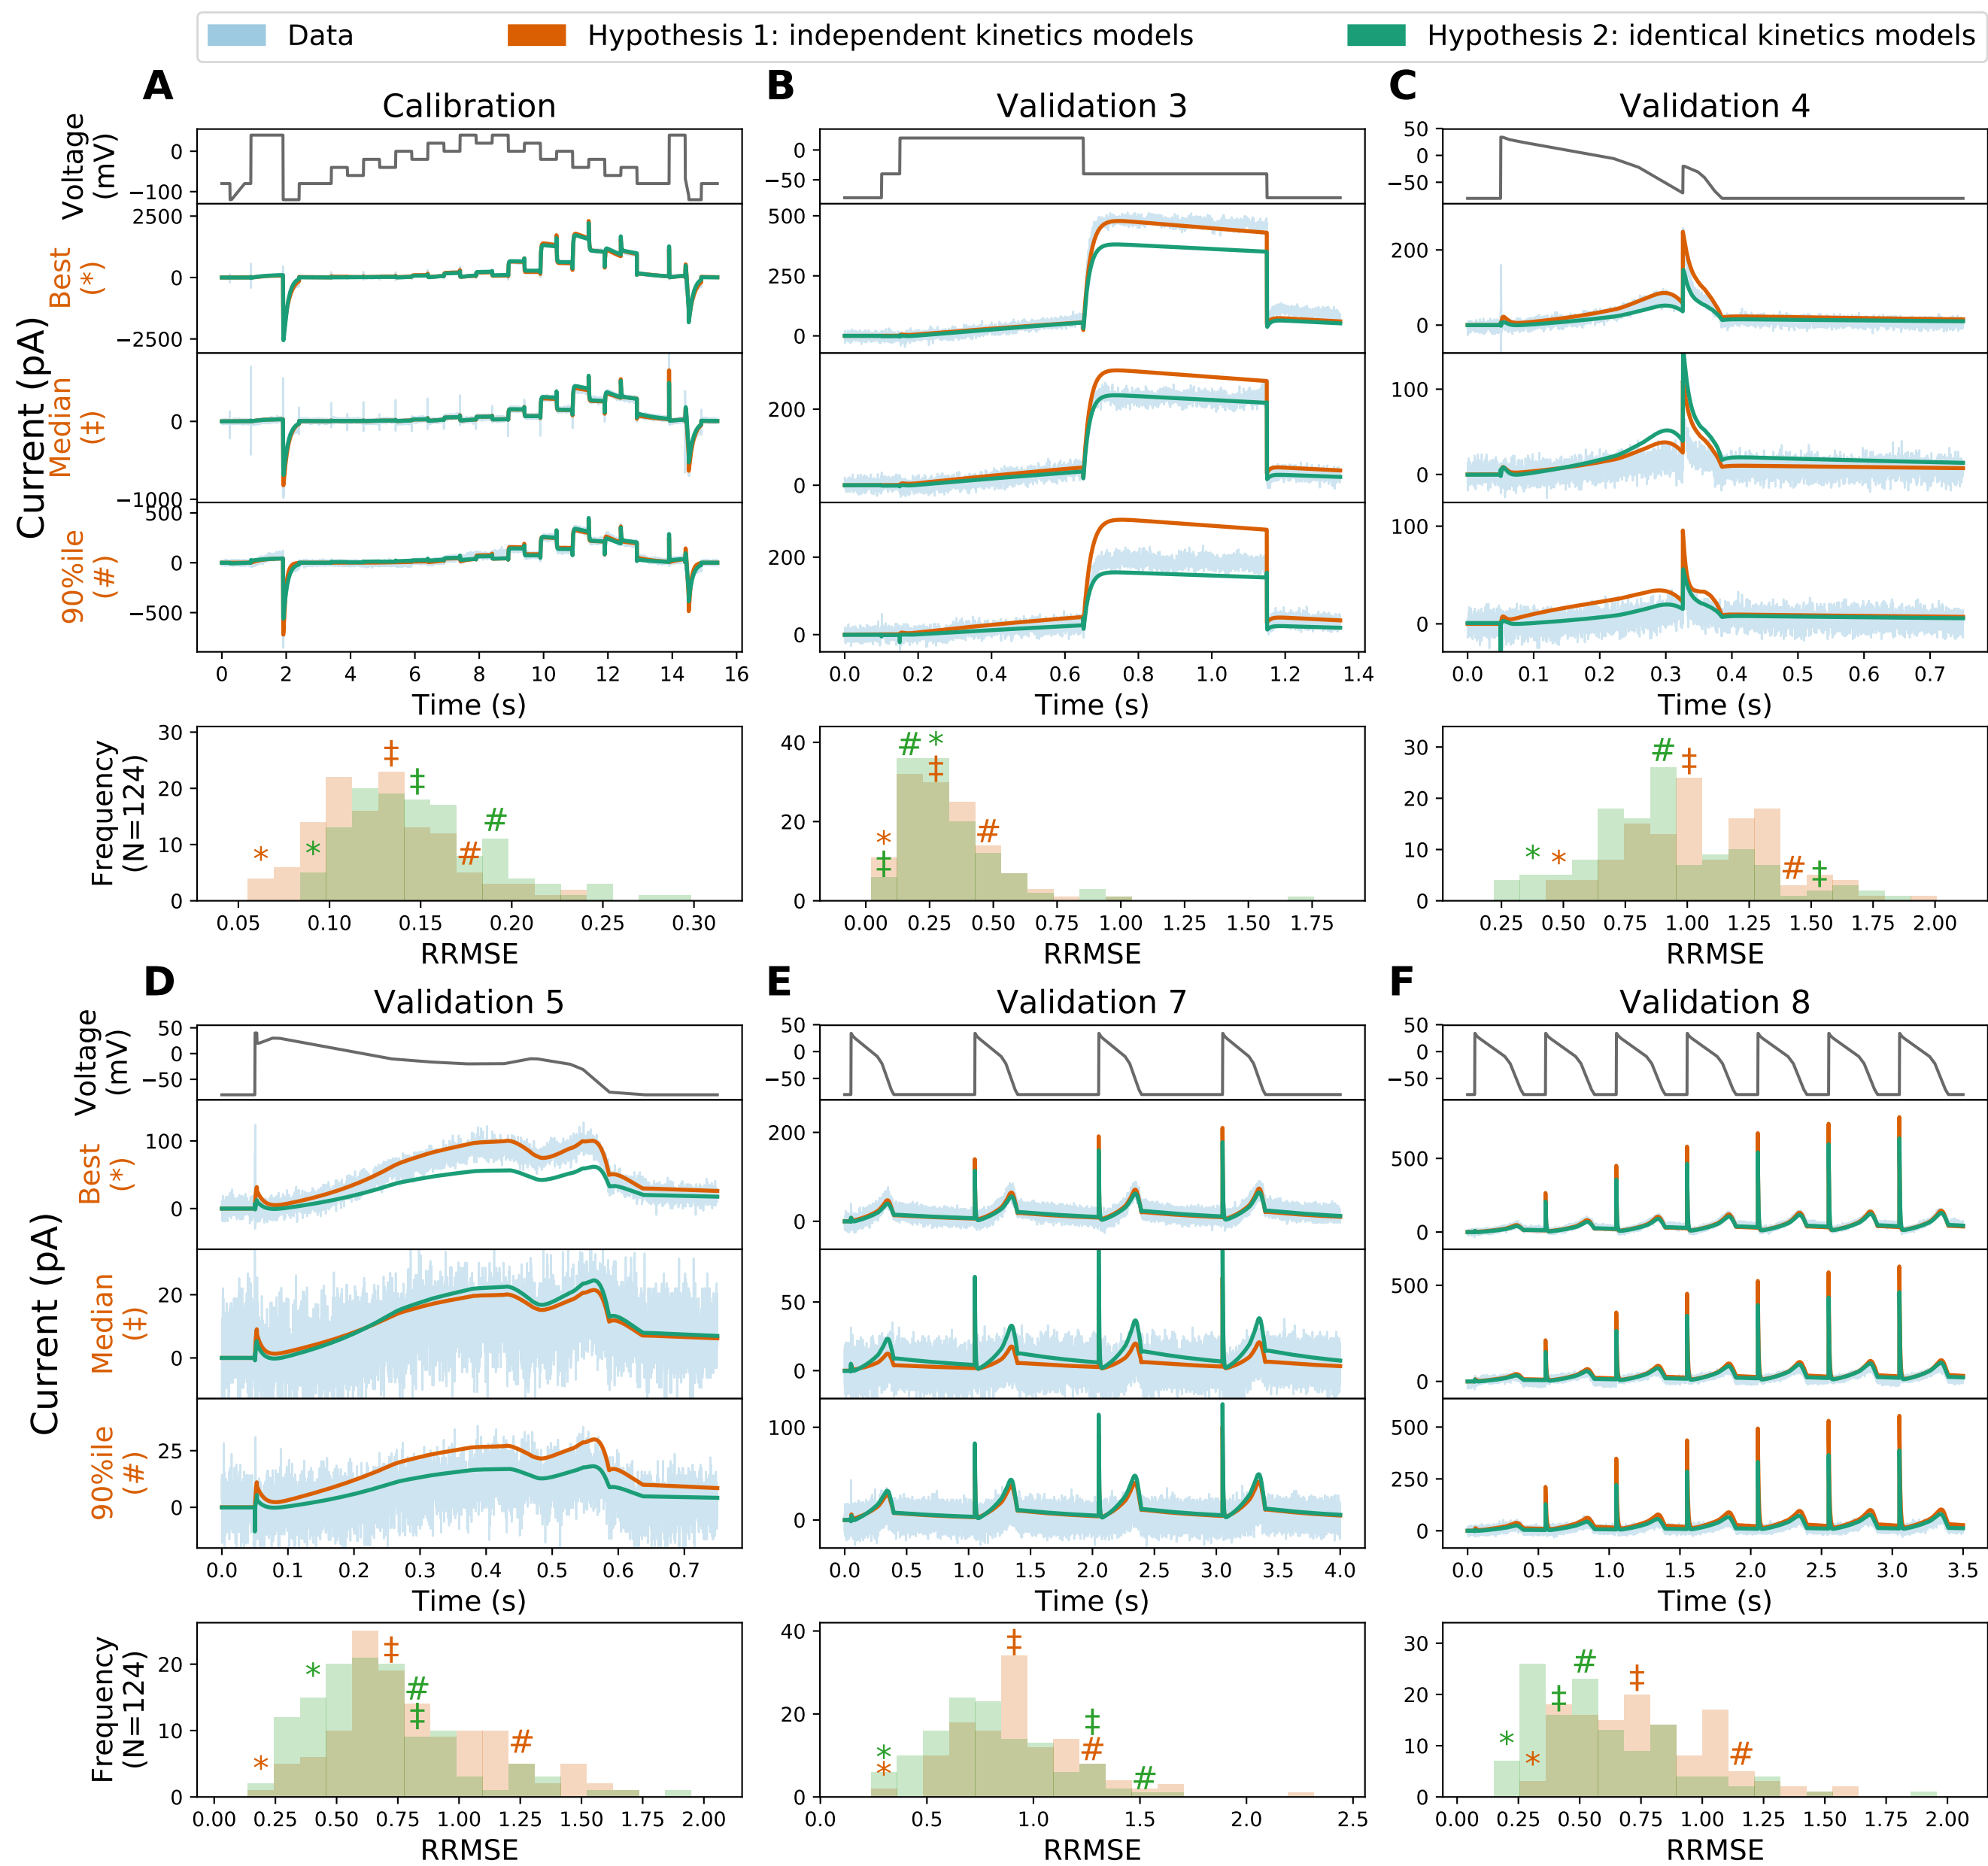 Data
Hypothesis 1: independent kinetics models
Hypothesis 2: identical kinetics models
A
Calibration
Voltage
(mV)
0
−100
Current (pA)
Best
(*)
2500
0
−2500
Median
(‡)
0
−1000
90%ile
(#)
500
0
−500
0 2 4 6 8 10 12 14 16
Time (s)
Frequency
(N=124)
30
20
10
0
* * ‡ ‡ # #
0.05 0.10 0.15 0.20 0.25 0.30
RRMSE
B
Validation 3
0
−50
500
250
0
200
0
200
0
0.0 0.2 0.4 0.6 0.8 1.0 1.2 1.4
Time (s)
40
20
0
* ‡ # * ‡ #
0.00 0.25 0.50 0.75 1.00 1.25 1.50 1.75
RRMSE
C
Validation 4
50
0
−50
200
0
100
0
100
0
0.0 0.1 0.2 0.3 0.4 0.5 0.6 0.7
Time (s)
30
20
10
0
* * # ‡ # ‡
0.25 0.50 0.75 1.00 1.25 1.50 1.75 2.00
RRMSE
D
Validation 5
Voltage
(mV)
50
0
−50
Current (pA)
Best
(*)
100
0
Median
(‡)
20
0
90%ile
(#)
25
0
0.0 0.1 0.2 0.3 0.4 0.5 0.6 0.7
Time (s)
Frequency
(N=124)
20
10
0
* * ‡ # ‡ #
0.00 0.25 0.50 0.75 1.00 1.25 1.50 1.75 2.00
RRMSE
E
Validation 7
50
0
−50
200
0
50
0
100
0
0.0 0.5 1.0 1.5 2.0 2.5 3.0 3.5 4.0
Time (s)
40
20
0
* * ‡ ‡ # #
0.0 0.5 1.0 1.5 2.0 2.5
RRMSE
F
Validation 8
50
0
−50
500
0
500
0
500
250
0
0.0 0.5 1.0 1.5 2.0 2.5 3.0 3.5
Time (s)
30
20
10
0
* * ‡ # ‡ #
0.00 0.25 0.50 0.75 1.00 1.25 1.50 1.75 2.00
RRMSE